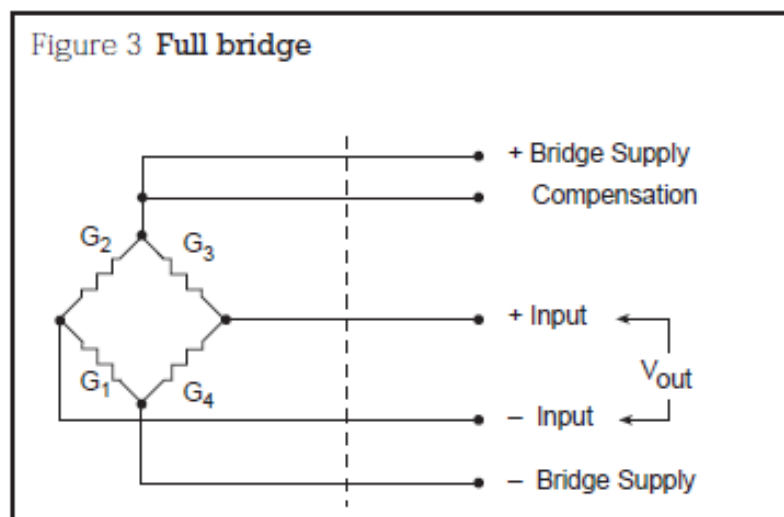 Figure 3 Full bridge
+ Bridge Supply
Compensation
G2 G3
+ Input
Vout
G1 G4
– Input
– Bridge Supply